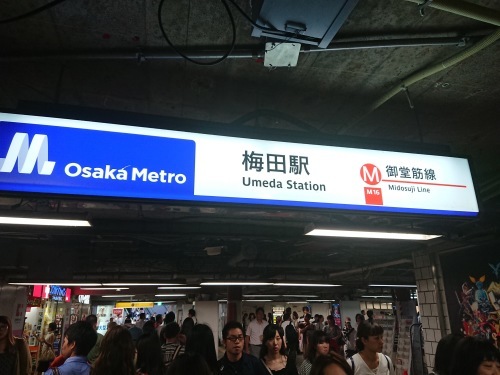 Osaka Metro
梅田駅
Umeda Station
M
M16
御堂筋線
Midosuji Line